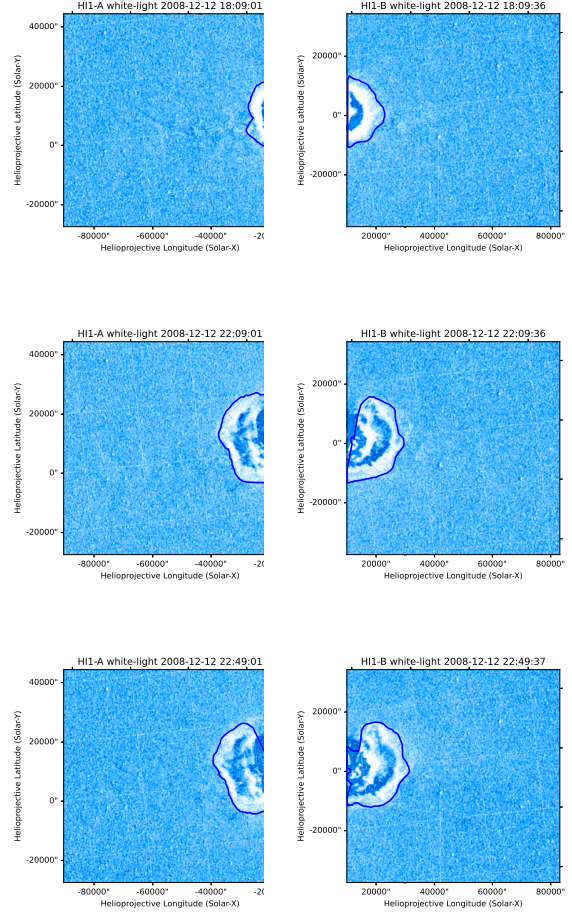 HI1-A white-light 2008-12-12 18:09:01
HI1-B white-light 2008-12-12 18:09:36
Helioprojective Latitude (Solar-Y)
40000"
20000"
0"
-20000"
-80000" -60000" -40000" -20
Helioprojective Longitude (Solar-X)
Helioprojective Latitude (Solar-Y)
20000"
0"
-20000"
20000" 40000" 60000" 80000"
Helioprojective Longitude (Solar-X)
HI1-A white-light 2008-12-12 22:09:01
HI1-B white-light 2008-12-12 22:09:36
Helioprojective Latitude (Solar-Y)
40000"
20000"
0"
-20000"
-80000" -60000" -40000" -20
Helioprojective Longitude (Solar-X)
Helioprojective Latitude (Solar-Y)
20000"
0"
-20000"
20000" 40000" 60000" 80000"
Helioprojective Longitude (Solar-X)
HI1-A white-light 2008-12-12 22:49:01
HI1-B white-light 2008-12-12 22:49:37
Helioprojective Latitude (Solar-Y)
40000"
20000"
0"
-20000"
-80000" -60000" -40000" -20
Helioprojective Longitude (Solar-X)
Helioprojective Latitude (Solar-Y)
20000"
0"
-20000"
20000" 40000" 60000" 80000"
Helioprojective Longitude (Solar-X)